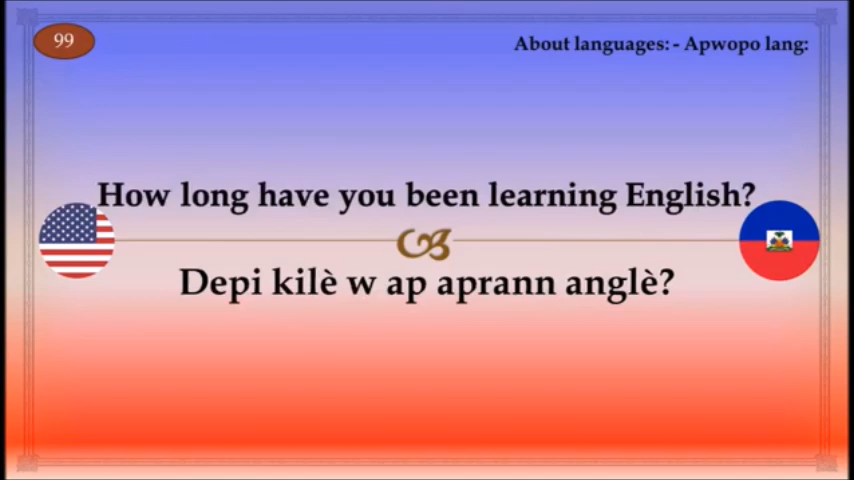 99
About languages: - Apwopo lang:
How long have you been learning English?
Depi kilè w ap aprann anglè?